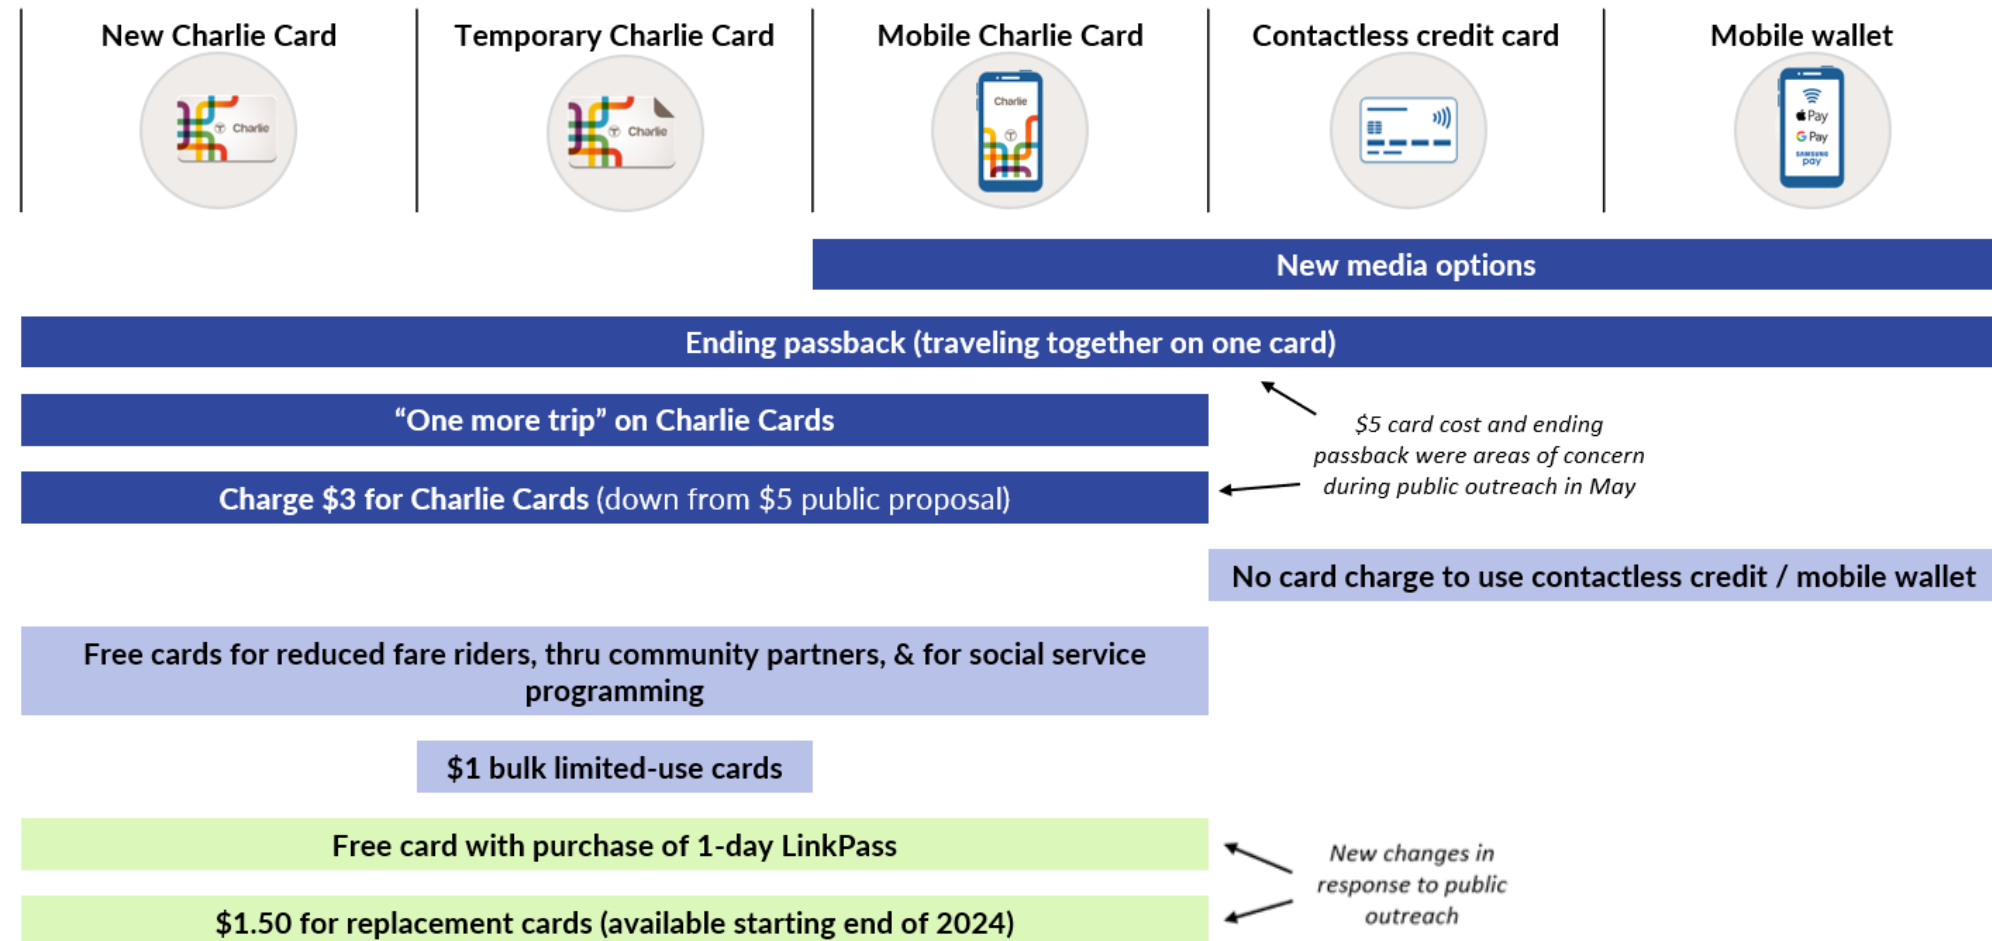 New Charlie Card
Temporary Charlie Card
Mobile Charlie Card
Contactless credit card
Mobile wallet
T Charlie
T Charlie
Charlie
T
Pay
G Pay
SAMSUNG
pay
New media options
Ending passback (traveling together on one card)
“One more trip” on Charlie Cards
$5 card cost and ending
passback were areas of concern
during public outreach in May
Charge $3 for Charlie Cards (down from $5 public proposal)
No card charge to use contactless credit / mobile wallet
Free cards for reduced fare riders, thru community partners, & for social service
programming
$1 bulk limited-use cards
Free card with purchase of 1-day LinkPass
New changes in
response to public
outreach
$1.50 for replacement cards (available starting end of 2024)